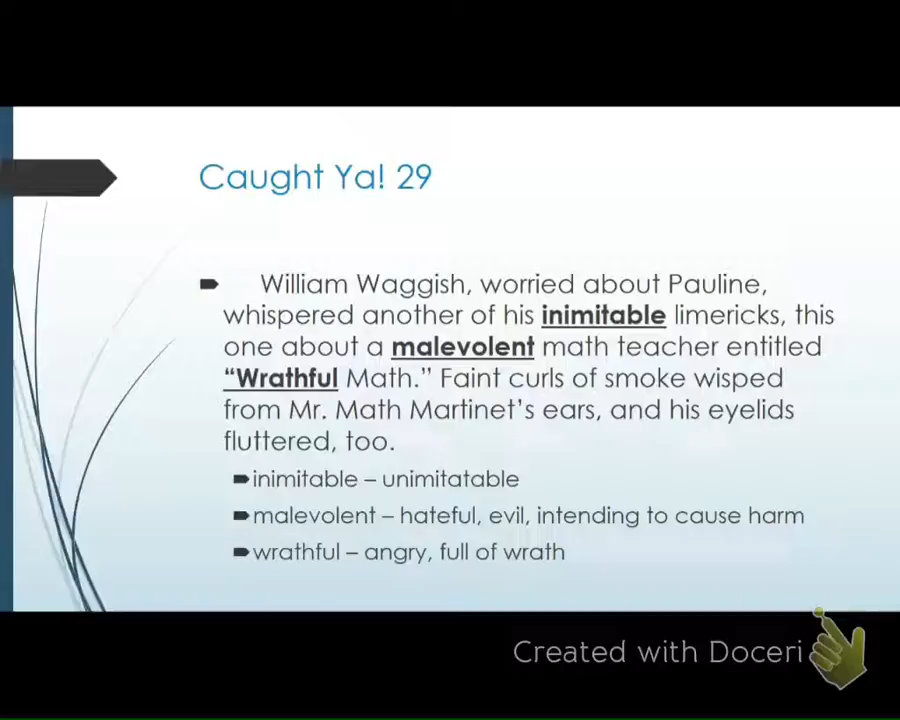 Caught Ya! 29
William Waggish, worried about Pauline,
whispered another of his inimitable limericks, this
one about a malevolent math teacher entitled
“Wrathful Math.” Faint curls of smoke wisped
from Mr. Math Martinet’s ears, and his eyelids
fluttered, too.
inimitable – unimitatable
malevolent – hateful, evil, intending to cause harm
wrathful – angry, full of wrath
Created with Doceri